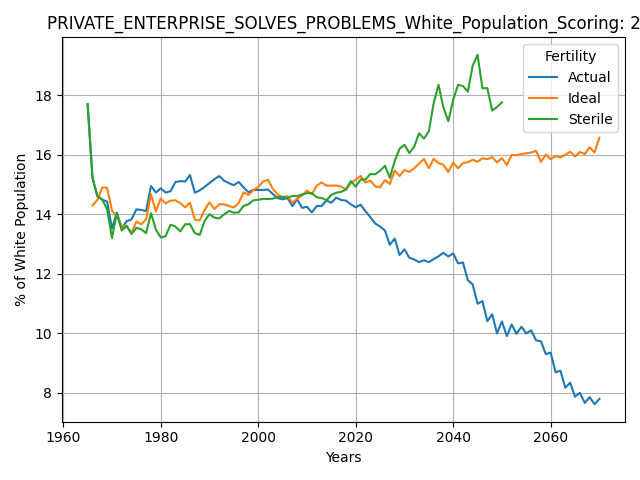 PRIVATE_ENTERPRISE_SOLVES_PROBLEMS_White_Population_Scoring: 2
% of White Population
18
16
14
12
10
8
Fertility
Actual
Ideal
Sterile
1960 1980 2000 2020 2040 2060
Years